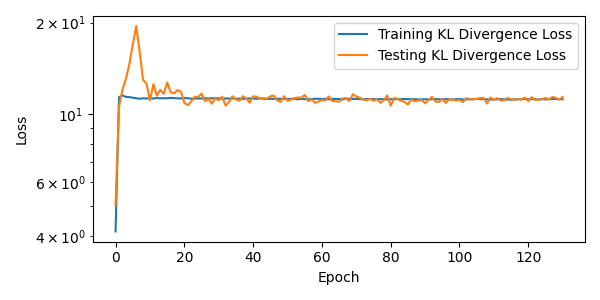 2 × 10¹
10¹
6 × 10⁰
4 × 10⁰
Loss
Training KL Divergence Loss
Testing KL Divergence Loss
0 20 40 60 80 100 120
Epoch